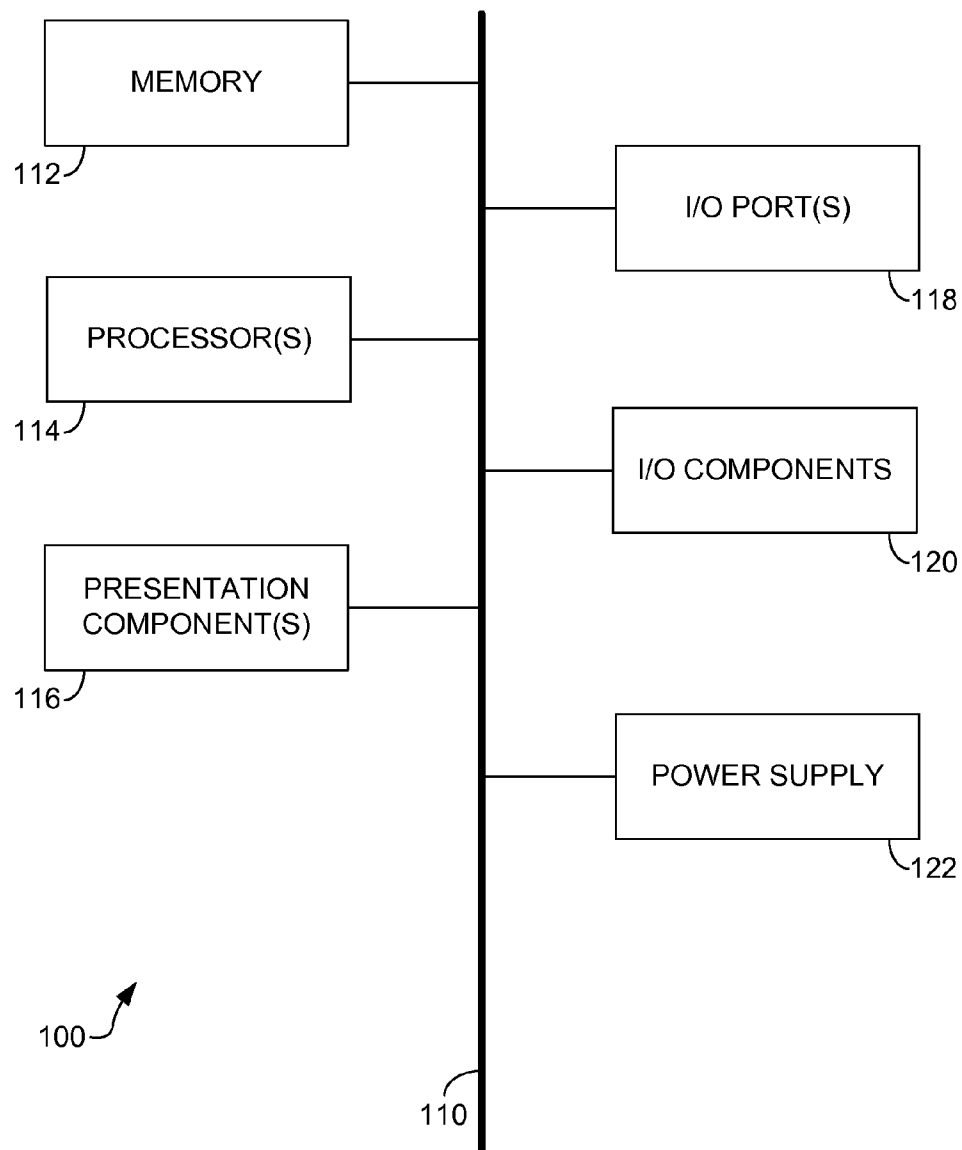 MEMORY
112
I/O PORT(S)
118
PROCESSOR(S)
114
I/O COMPONENTS
120
PRESENTATION
COMPONENT(S)
116
POWER SUPPLY
122
100
110